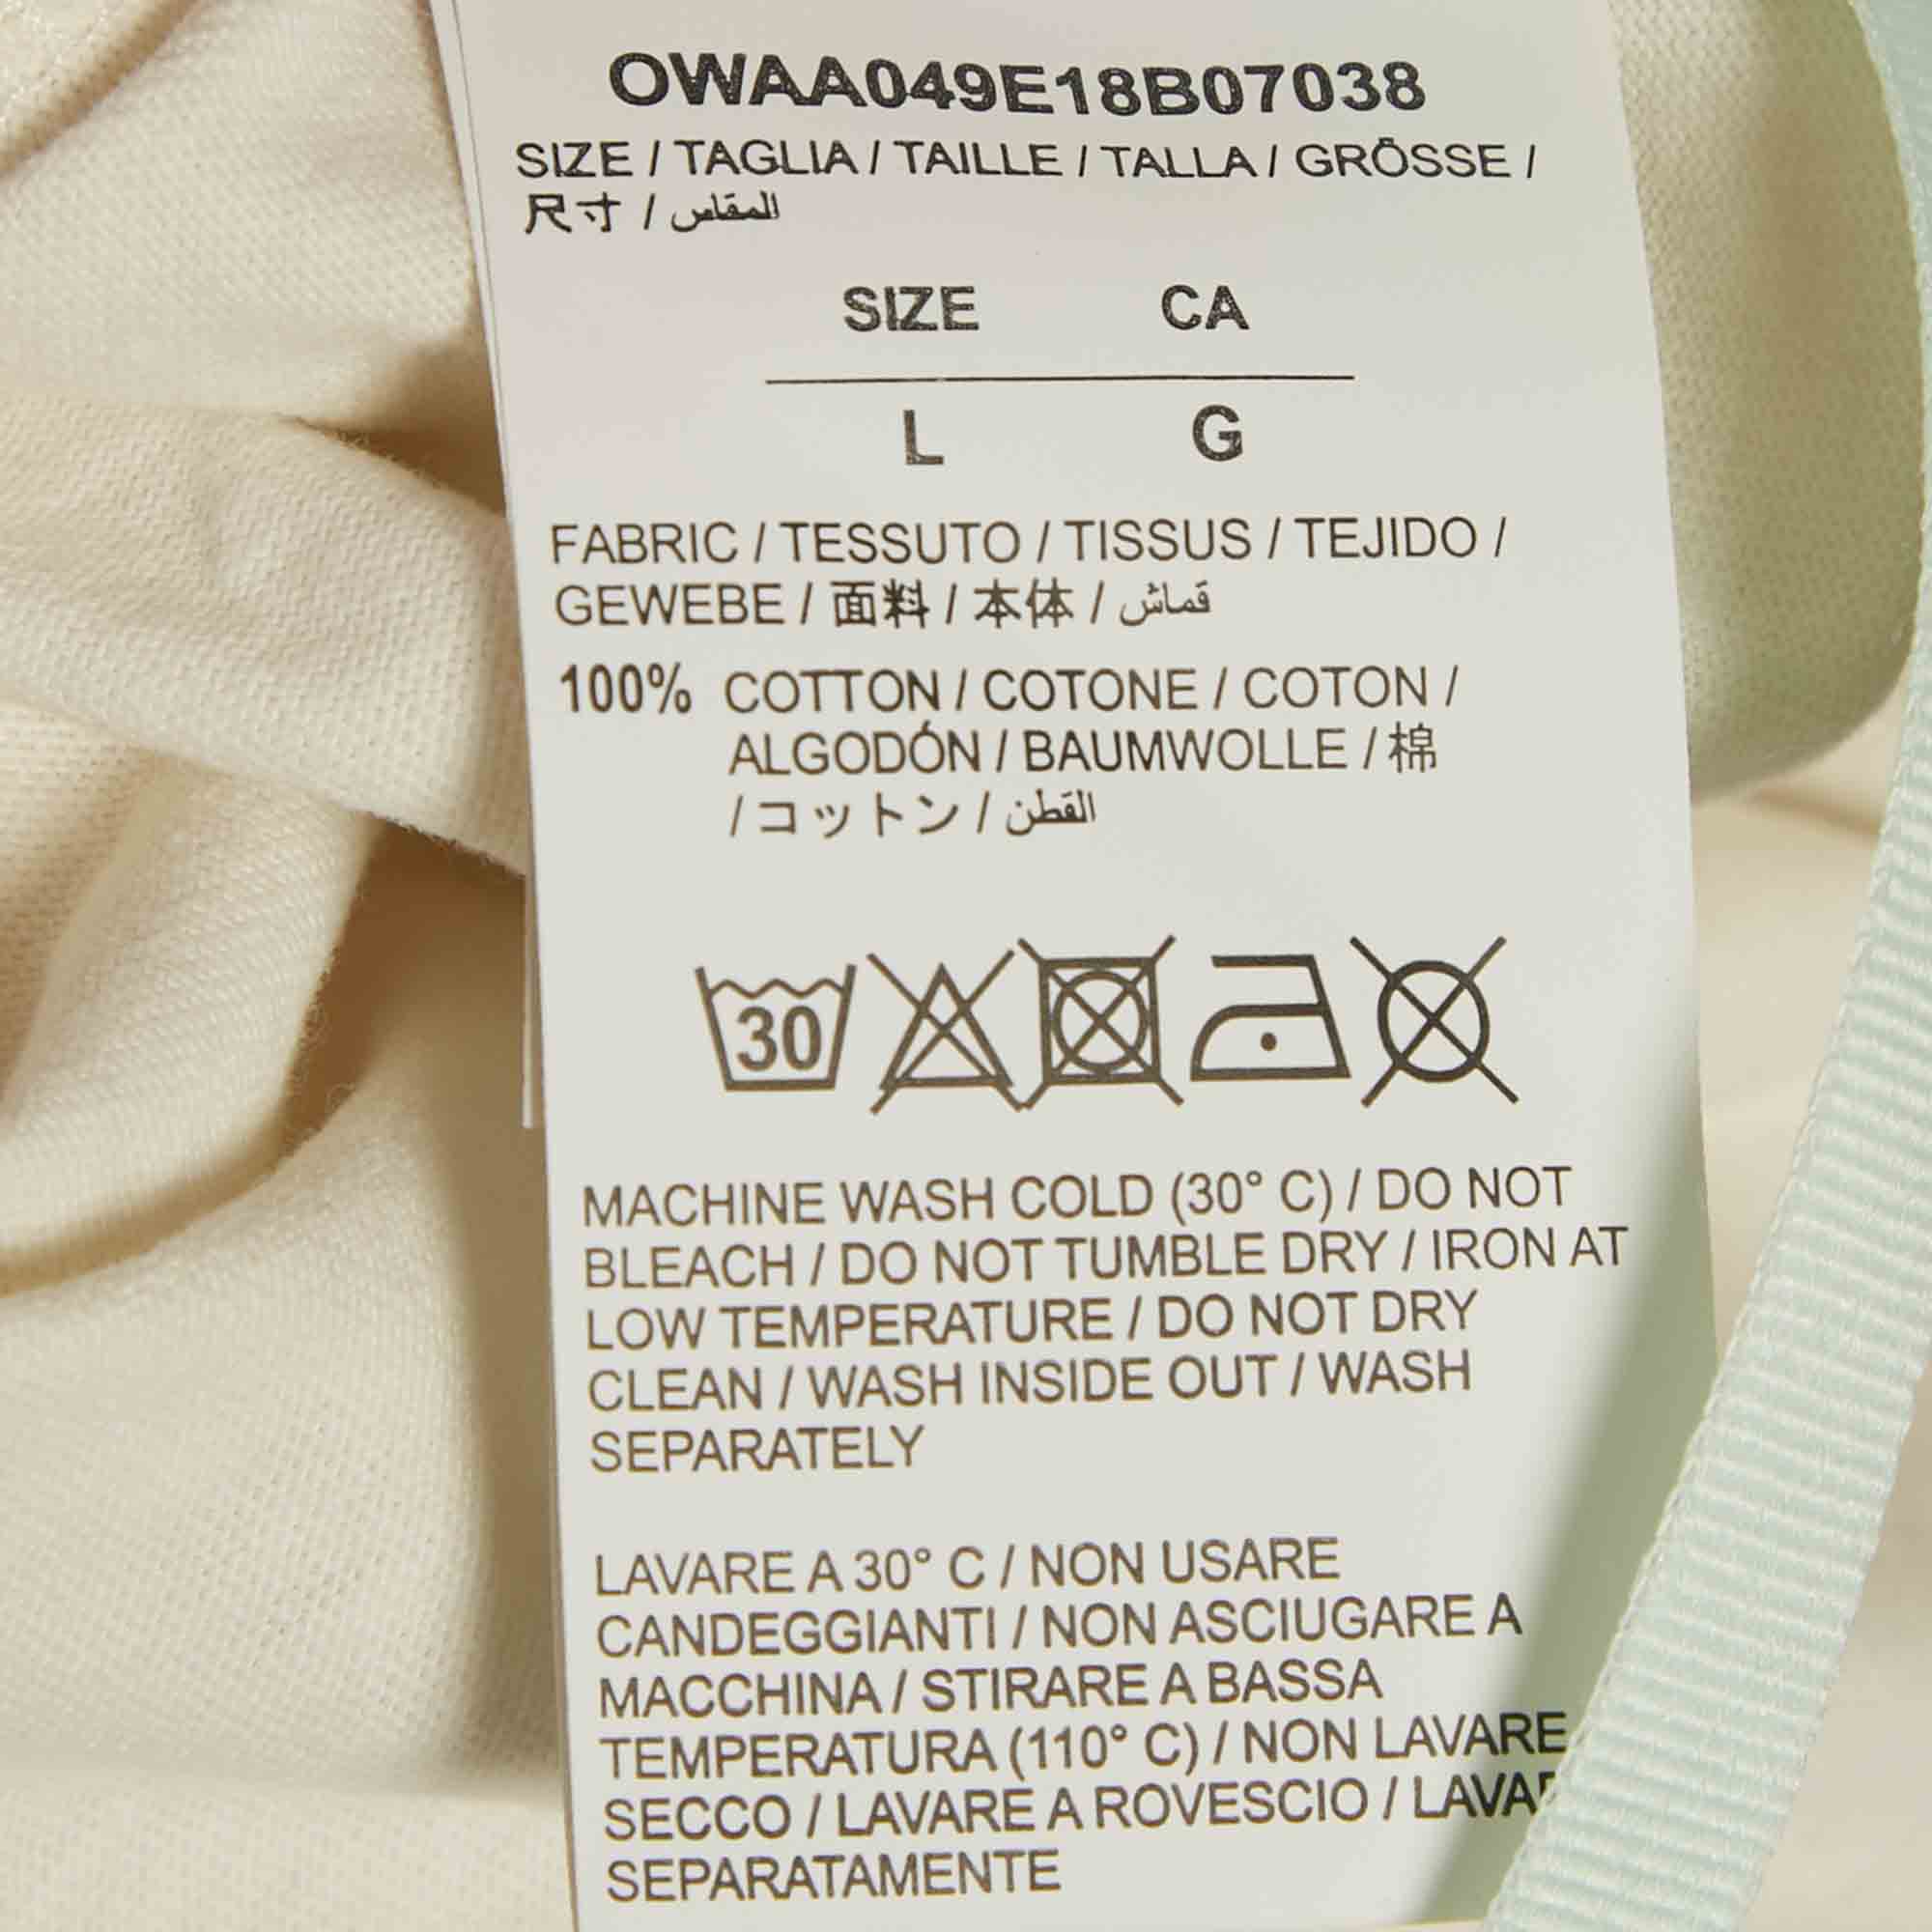 OWAA049E18B07038
SIZE / TAGLIA / TAILLE / TALLA / GRÖSSE /
尺寸 / المقاس
SIZE CA
L G
FABRIC / TESSUTO / TISSUS / TEJIDO /
GEWEBE / 面料 / 本体 / قماش
100% COTTON / COTONE / COTON /
ALGODÓN / BAUMWOLLE / 棉
/ コットン / القطن
30
MACHINE WASH COLD (30° C) / DO NOT
BLEACH / DO NOT TUMBLE DRY / IRON AT
LOW TEMPERATURE / DO NOT DRY
CLEAN / WASH INSIDE OUT / WASH
SEPARATELY
LAVARE A 30° C / NON USARE
CANDEGGIANTI / NON ASCIUGARE A
MACCHINA / STIRARE A BASSA
TEMPERATURA (110° C) / NON LAVARE
SECCO / LAVARE A ROVESCIO /
SEPARATAMENTE